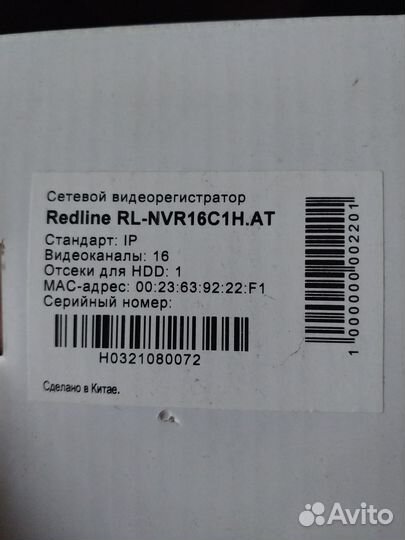 Сетевой видеорегистратор
Redline RL-NVR16C1H.AT
Стандарт: IP
Видеоканалы: 16
Отсеки для HDD: 1
MAC-адрес: 00:23:63:92:22:F1
Серийный номер:
H0321080072
Сделано в Китае.
1000000002201
Avito